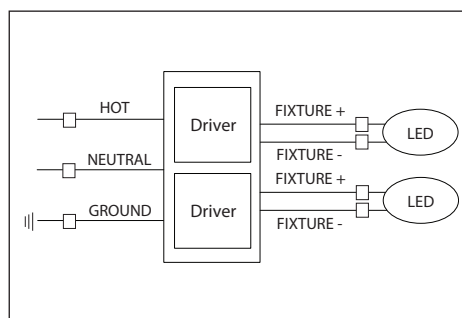 HOT
NEUTRAL
GROUND
Driver
Driver
FIXTURE +
FIXTURE -
FIXTURE +
FIXTURE -
LED
LED